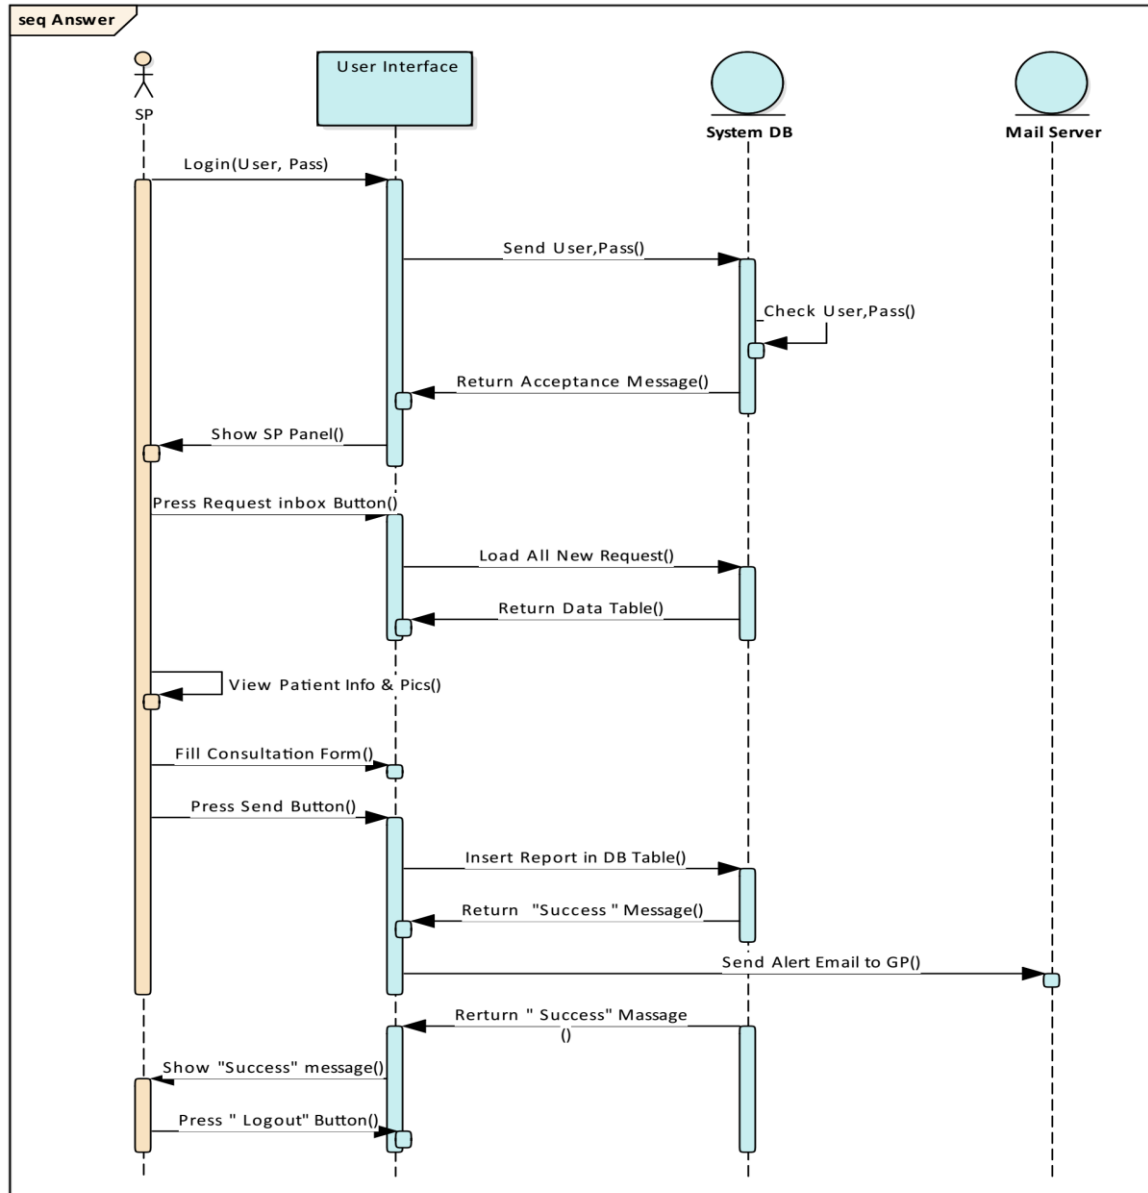 seq Answer
User Interface
SP
System DB
Mail Server
Login(User, Pass)
Send User,Pass()
Check User,Pass()
Return Acceptance Message()
Show SP Panel()
Press Request inbox Button()
Load All New Request()
Return Data Table()
View Patient Info & Pics()
Fill Consultation Form()
Press Send Button()
Insert Report in DB Table()
Return "Success " Message()
Send Alert Email to GP()
Rerturn " Success" Massage
()
Show "Success" message()
Press " Logout" Button()